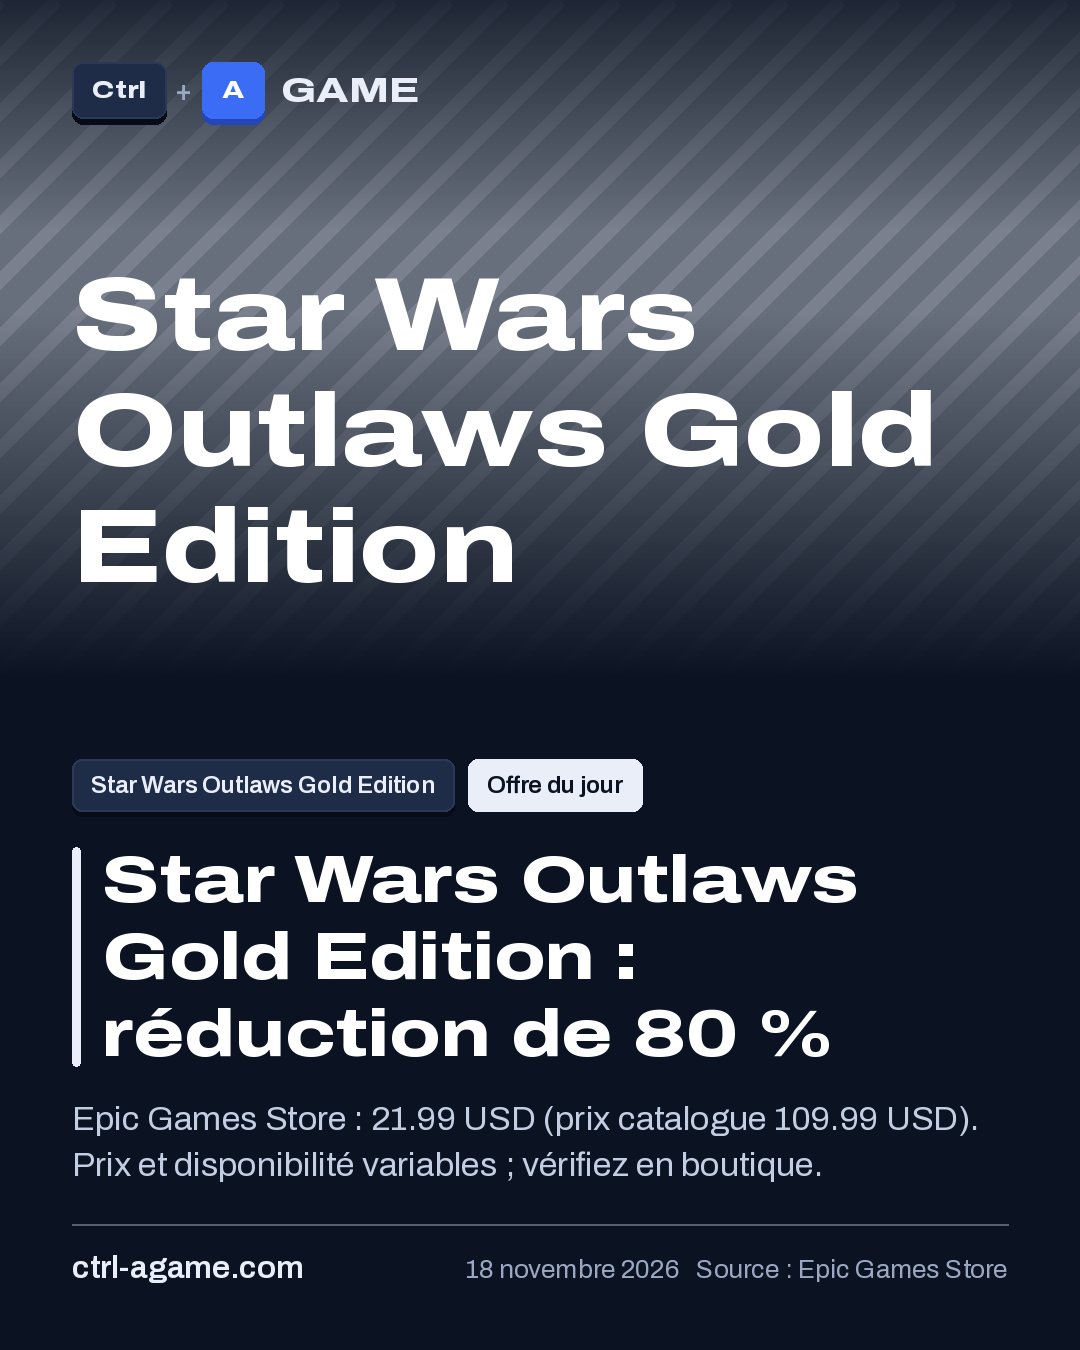 Ctrl + A GAME
Star Wars
Outlaws Gold
Edition
Star Wars Outlaws Gold Edition
Offre du jour
Star Wars Outlaws
Gold Edition :
réduction de 80 %
Epic Games Store : 21.99 USD (prix catalogue 109.99 USD).
Prix et disponibilité variables ; vérifiez en boutique.
ctrl-agame.com
18 novembre 2026 Source : Epic Games Store